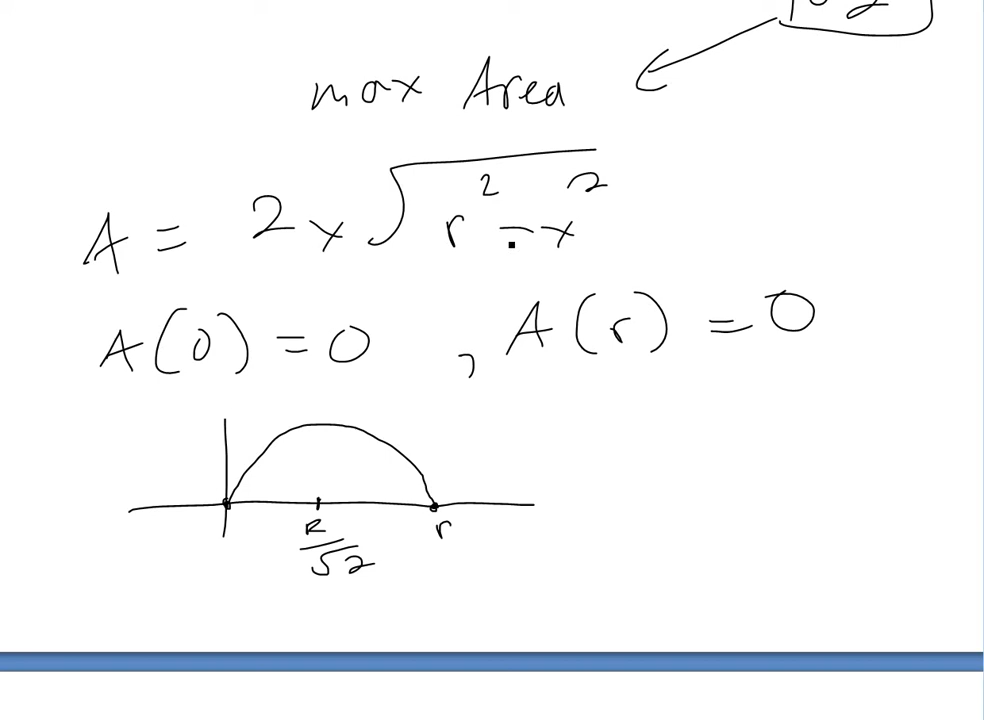 max Area
A = 2x√(r² - x²)
A(0) = 0 , A(r) = 0
r
R/√2